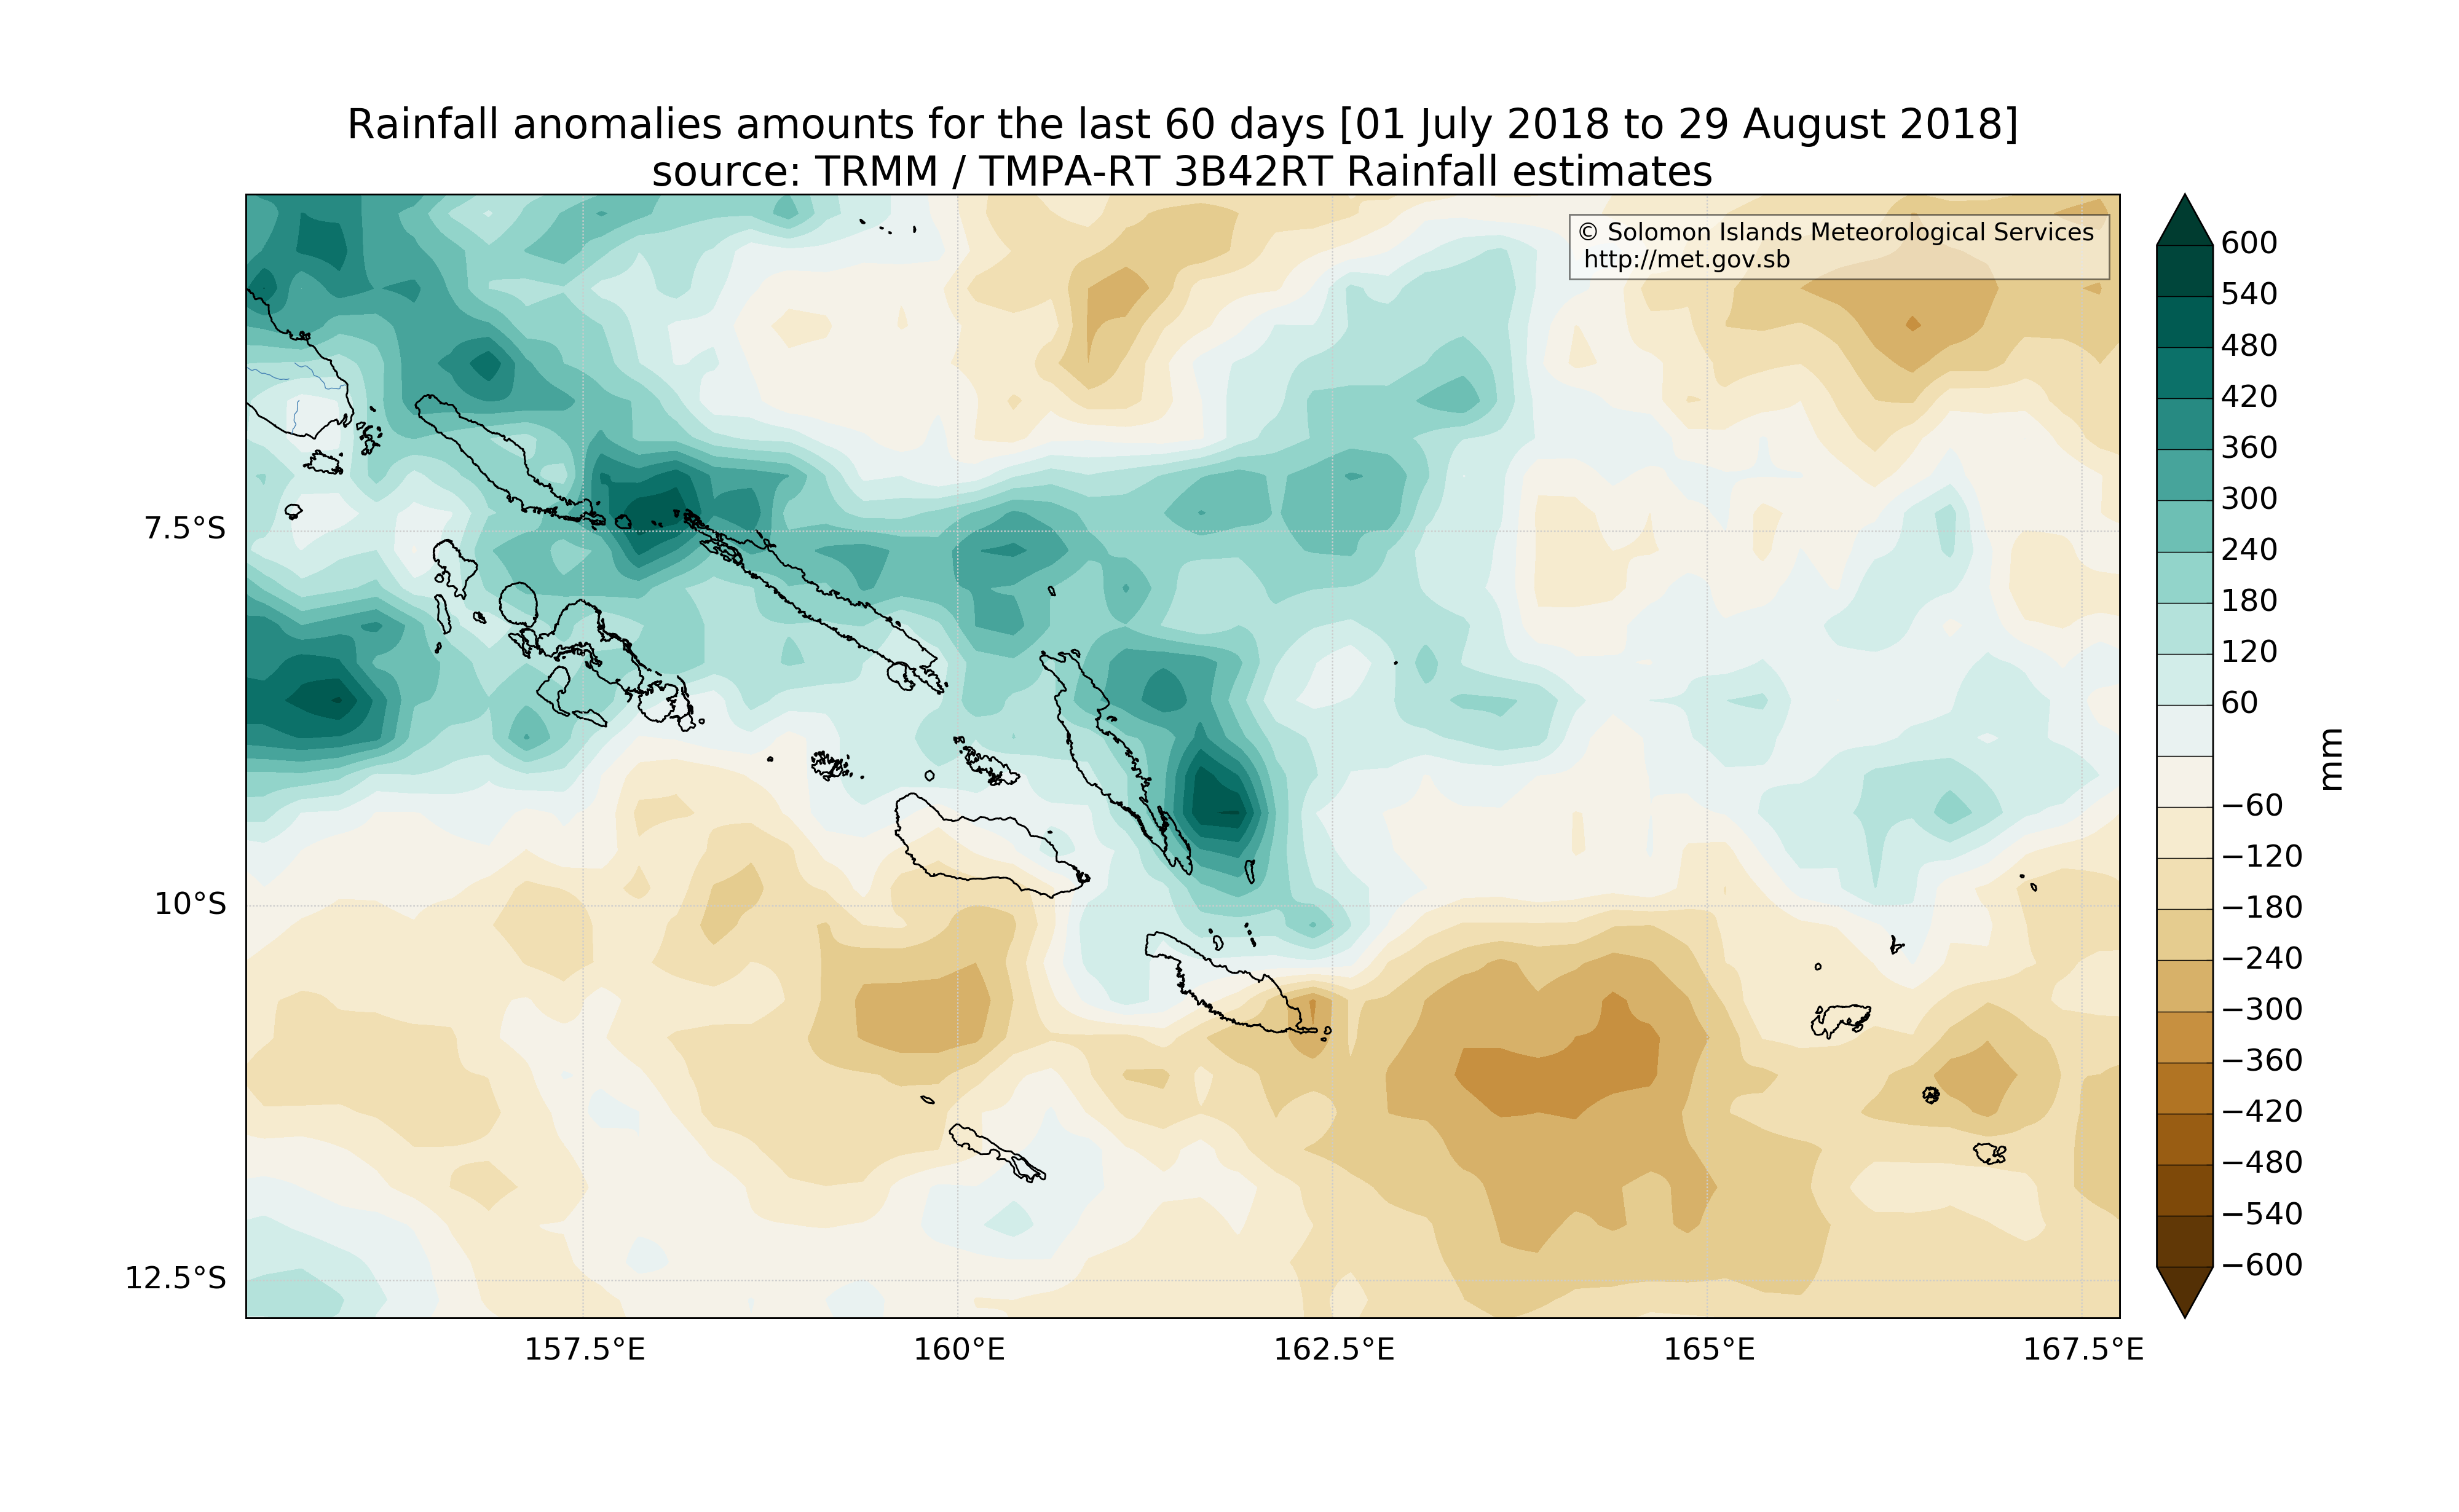 Rainfall anomalies amounts for the last 60 days [01 July 2018 to 29 August 2018]
source: TRMM / TMPA-RT 3B42RT Rainfall estimates
© Solomon Islands Meteorological Services
http://met.gov.sb
7.5°S
10°S
12.5°S
157.5°E
160°E
162.5°E
165°E
167.5°E
600
540
480
420
360
300
240
180
120
60
−60
−120
−180
−240
−300
−360
−420
−480
−540
−600
mm